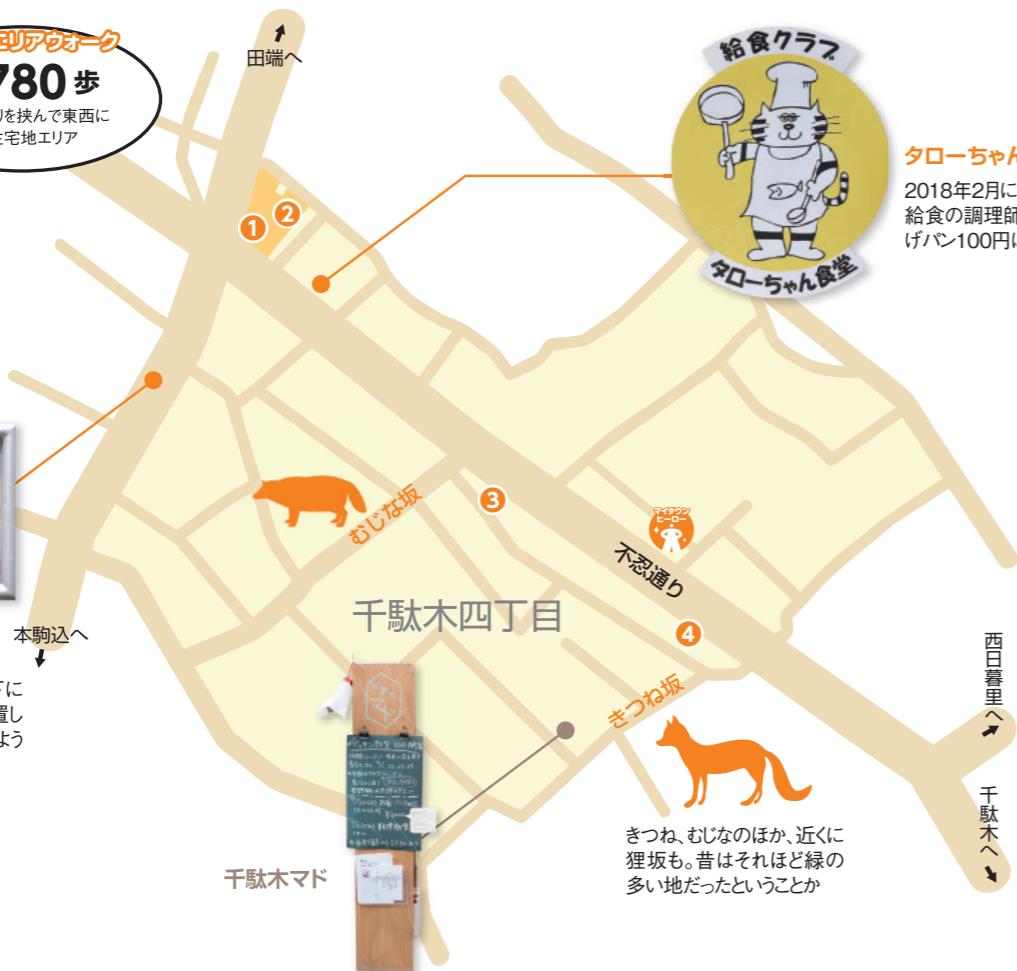 エリアウォーク
780 歩
りを挟んで東西に
住宅地エリア
田端へ
給食クラブ
タローちゃん食堂
タローちゃん
2018年2月に
給食の調理師
げパン100円
1
2
むじな坂
3
マイタウン
ヒーロー
不忍通り
千駄木四丁目
4
本駒込へ
下に
置し
よう
きつね坂
西日暮里へ
千駄木へ
きつね、むじなのほか、近くに
狸坂も。昔はそれほど緑の
多い地だったということか
千駄木マド